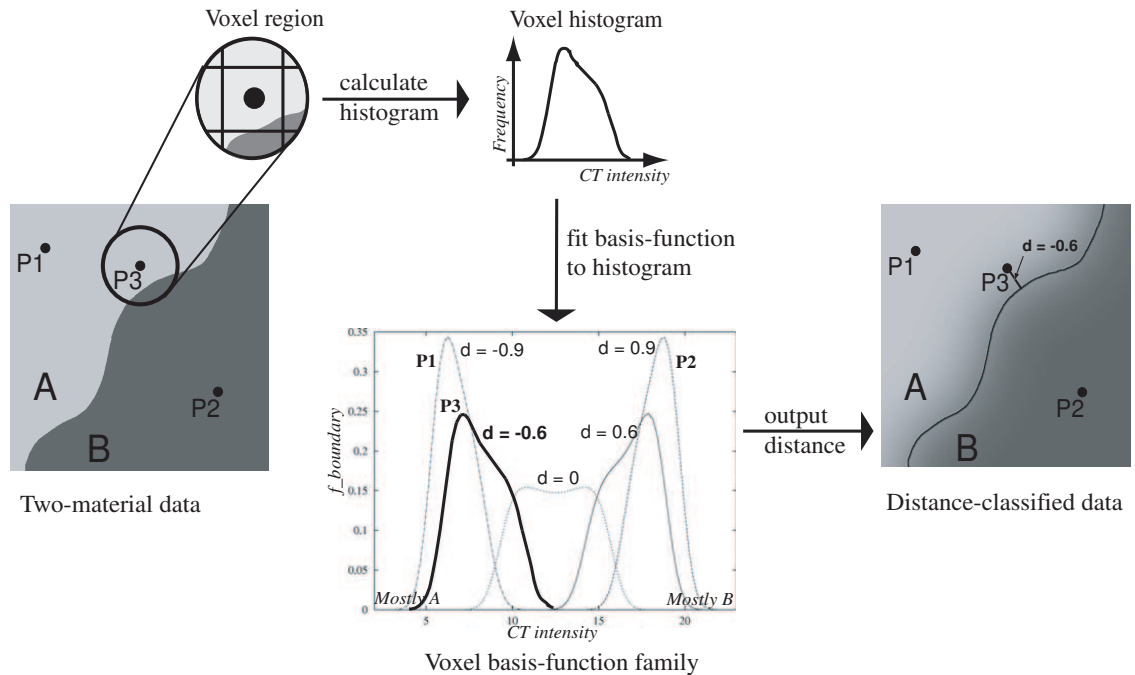 Voxel region
calculate
histogram
Voxel histogram
Frequency
CT intensity
P1
P3
A
P2
B
Two-material data
fit basis-function
to histogram
f_boundary
0.35
0.3
0.25
0.2
0.15
0.1
0.05
0
P1
d = -0.9
d = 0.9
P2
P3
d = -0.6
d = 0.6
d = 0
Mostly A
Mostly B
5
10
15
20
CT intensity
Voxel basis-function family
output
distance
P1
d = -0.6
P3
A
P2
B
Distance-classified data